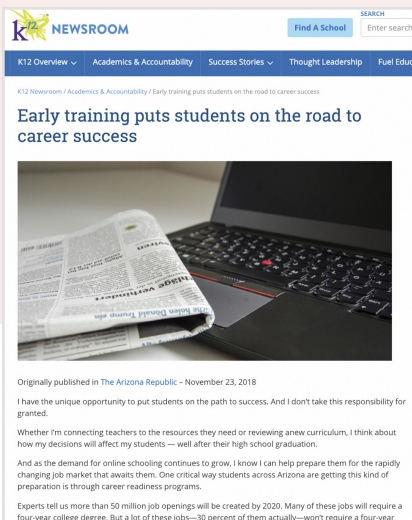 k12 NEWSROOM
Find A School
SEARCH
Enter search
K12 Overview
Academics & Accountability
Success Stories
Thought Leadership
Fuel Educ
K12 Newsroom / Academics & Accountability / Early training puts students on the road to career success
Early training puts students on the road to
career success
Originally published in The Arizona Republic – November 23, 2018
I have the unique opportunity to put students on the path to success. And I don't take this responsibility for
granted.
Whether I'm connecting teachers to the resources they need or reviewing anew curriculum, I think about
how my decisions will affect my students — well after their high school graduation.
And as the demand for online schooling continues to grow, I know I can help prepare them for the rapidly
changing job market that awaits them. One critical way students across Arizona are getting this kind of
preparation is through career readiness programs.
Experts tell us more than 50 million job openings will be created by 2020. Many of these jobs will require a
four-year college degree. But a lot of these jobs—30 percent of them actually—won't require a four-year